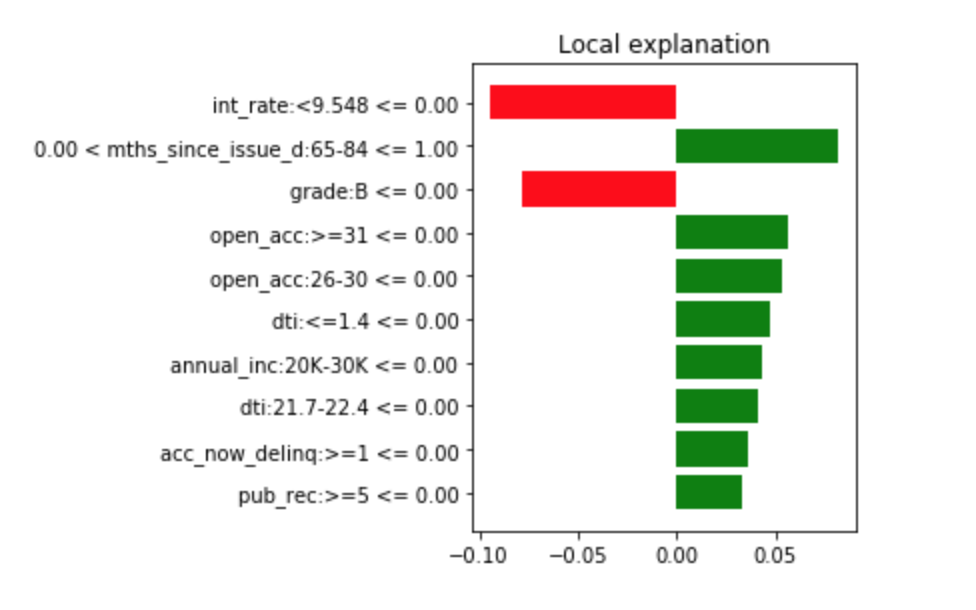 Local explanation
int_rate:<9.548 <= 0.00
0.00 < mths_since_issue_d:65-84 <= 1.00
grade:B <= 0.00
open_acc:>=31 <= 0.00
open_acc:26-30 <= 0.00
dti:<=1.4 <= 0.00
annual_inc:20K-30K <= 0.00
dti:21.7-22.4 <= 0.00
acc_now_delinq:>=1 <= 0.00
pub_rec:>=5 <= 0.00
−0.10 −0.05 0.00 0.05